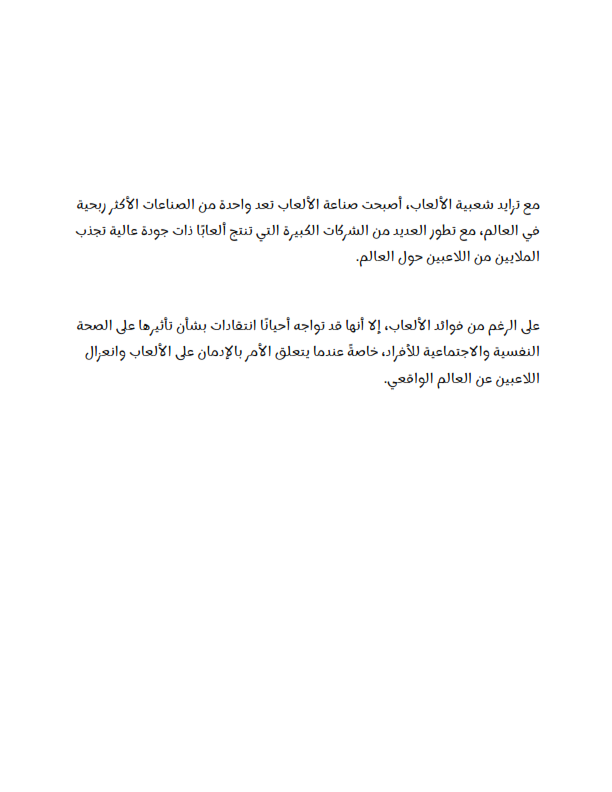 مع تزايد شعبية الألعاب، أصبحت صناعة الألعاب تعد واحدة من الصناعات الأكثر ربحية
في العالم، مع تطور العديد من الشركات الكبيرة التي تنتج ألعابًا ذات جودة عالية تجذب
الملايين من اللاعبين حول العالم.
على الرغم من فوائد الألعاب، إلا أنها قد تواجه أحيانًا انتقادات بشأن تأثيرها على الصحة
النفسية والاجتماعية للأفراد، خاصةً عندما يتعلق الأمر بالإدمان على الألعاب وانعزال
اللاعبين عن العالم الواقعي.